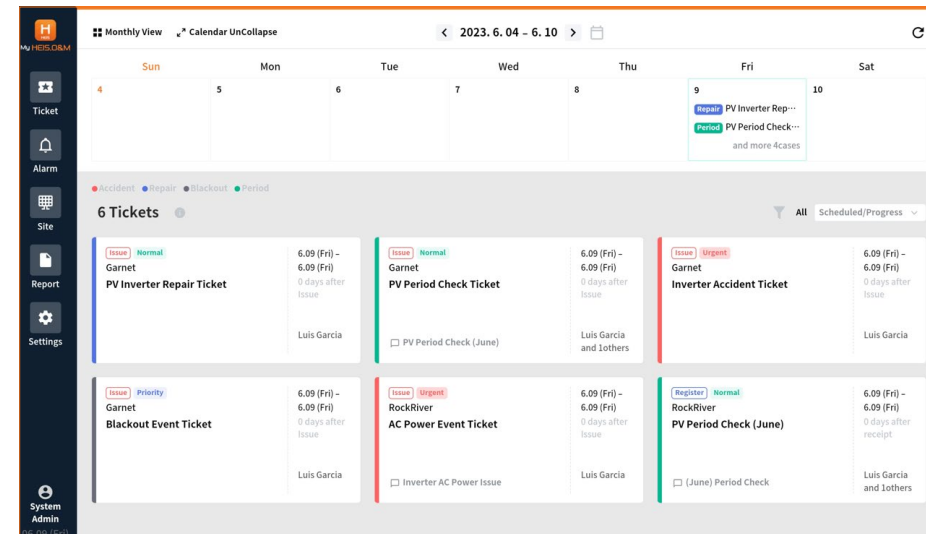 H
HEIS
My HEIS.O&M
Ticket
Alarm
Site
Report
Settings
System
Admin
06.09 (Fri)
Monthly View
Calendar UnCollapse
2023. 6. 04 – 6. 10
Sun Mon Tue Wed Thu Fri Sat
4 5 6 7 8 9 10
Repair PV Inverter Rep···
Period PV Period Check···
and more 4cases
Accident Repair Blackout Period
6 Tickets
All Scheduled/Progress
Issue Normal
Garnet
PV Inverter Repair Ticket
6.09 (Fri) –
6.09 (Fri)
0 days after
Issue
Luis Garcia
Issue Normal
Garnet
PV Period Check Ticket
PV Period Check (June)
6.09 (Fri) –
6.09 (Fri)
0 days after
Issue
Luis Garcia
and 1others
Issue Urgent
Garnet
Inverter Accident Ticket
6.09 (Fri) –
6.09 (Fri)
0 days after
Issue
Luis Garcia
Issue Priority
Garnet
Blackout Event Ticket
6.09 (Fri) –
6.09 (Fri)
0 days after
Issue
Luis Garcia
Issue Urgent
RockRiver
AC Power Event Ticket
Inverter AC Power Issue
6.09 (Fri) –
6.09 (Fri)
0 days after
Issue
Luis Garcia
Register Normal
RockRiver
PV Period Check (June)
(June) Period Check
6.09 (Fri) –
6.09 (Fri)
0 days after
receipt
Luis Garcia
and 1others